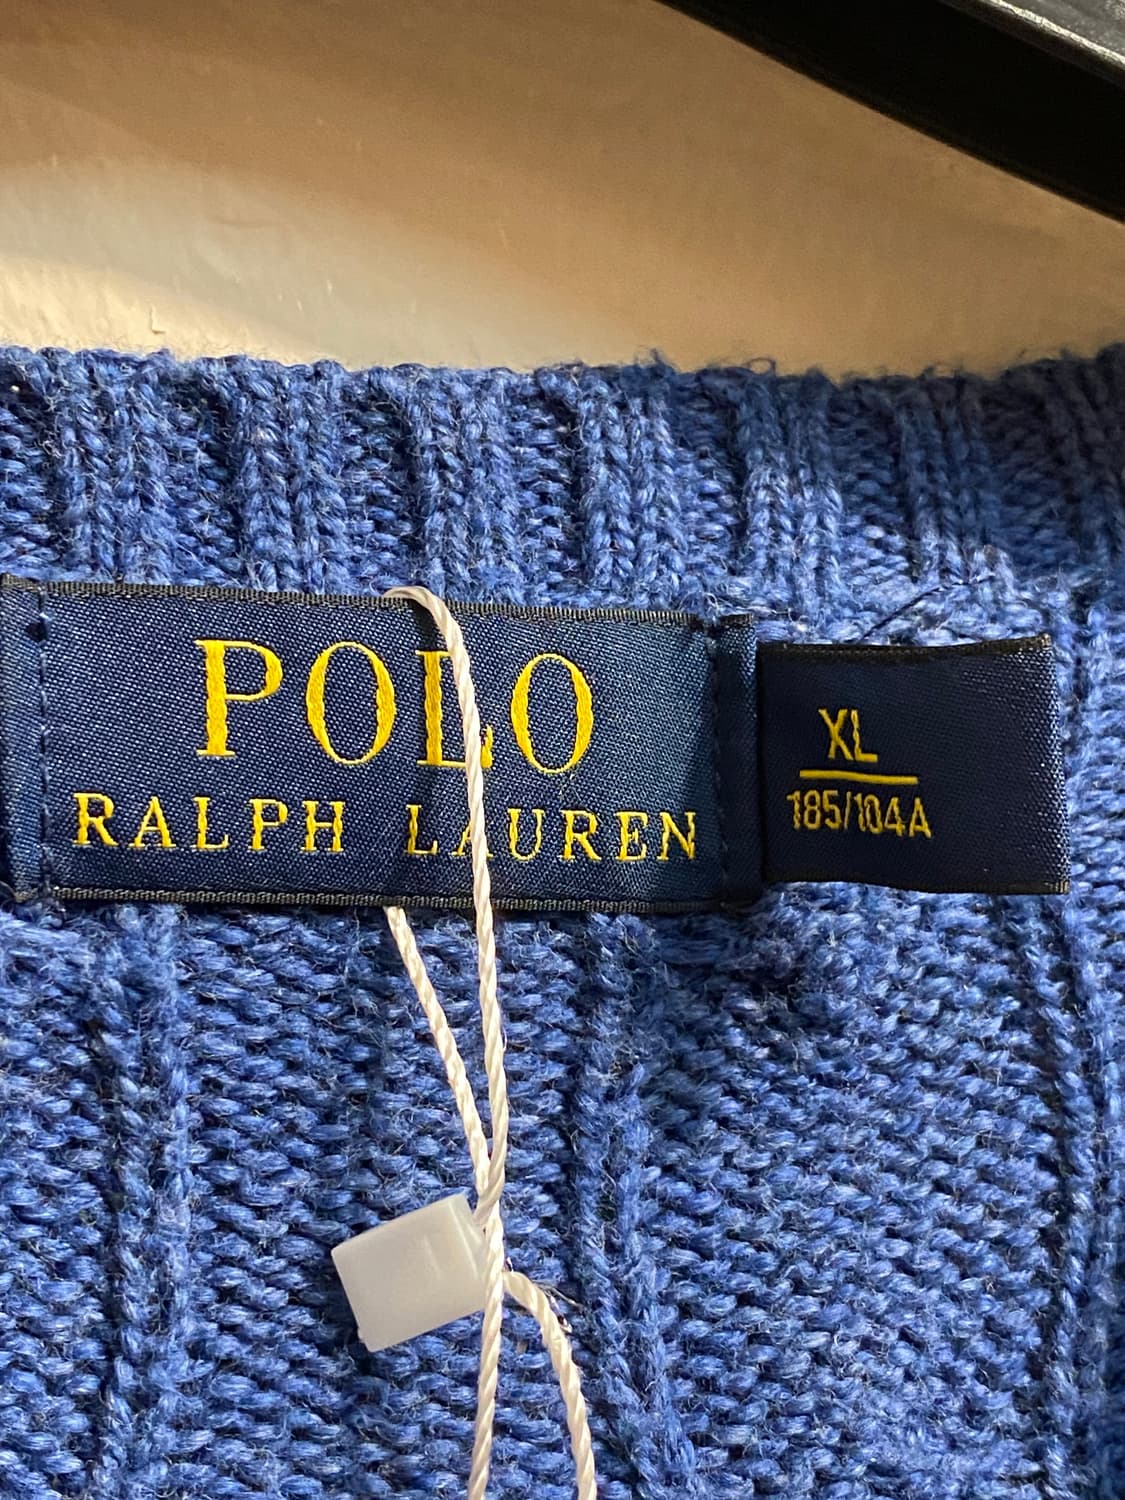 POLO
RALPH LAUREN
XL
185/104A